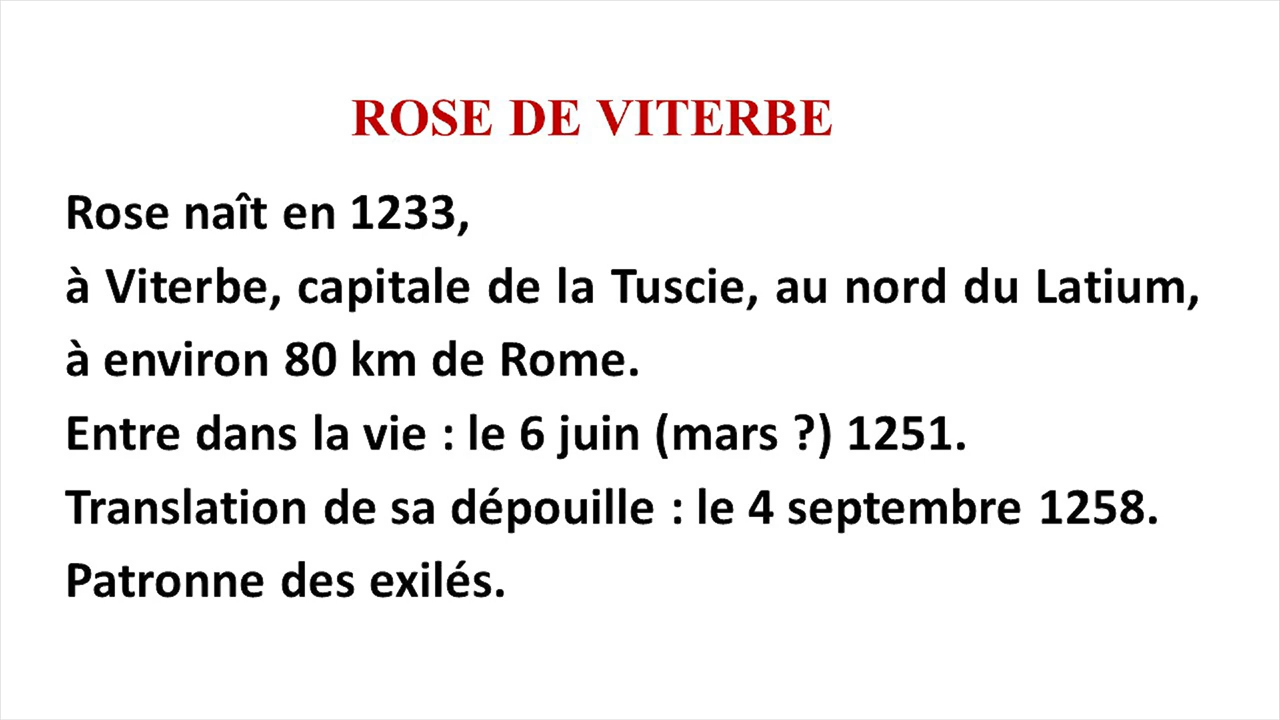 ROSE DE VITERBE
Rose naît en 1233,
à Viterbe, capitale de la Tuscie, au nord du Latium,
à environ 80 km de Rome.
Entre dans la vie : le 6 juin (mars ?) 1251.
Translation de sa dépouille : le 4 septembre 1258.
Patronne des exilés.